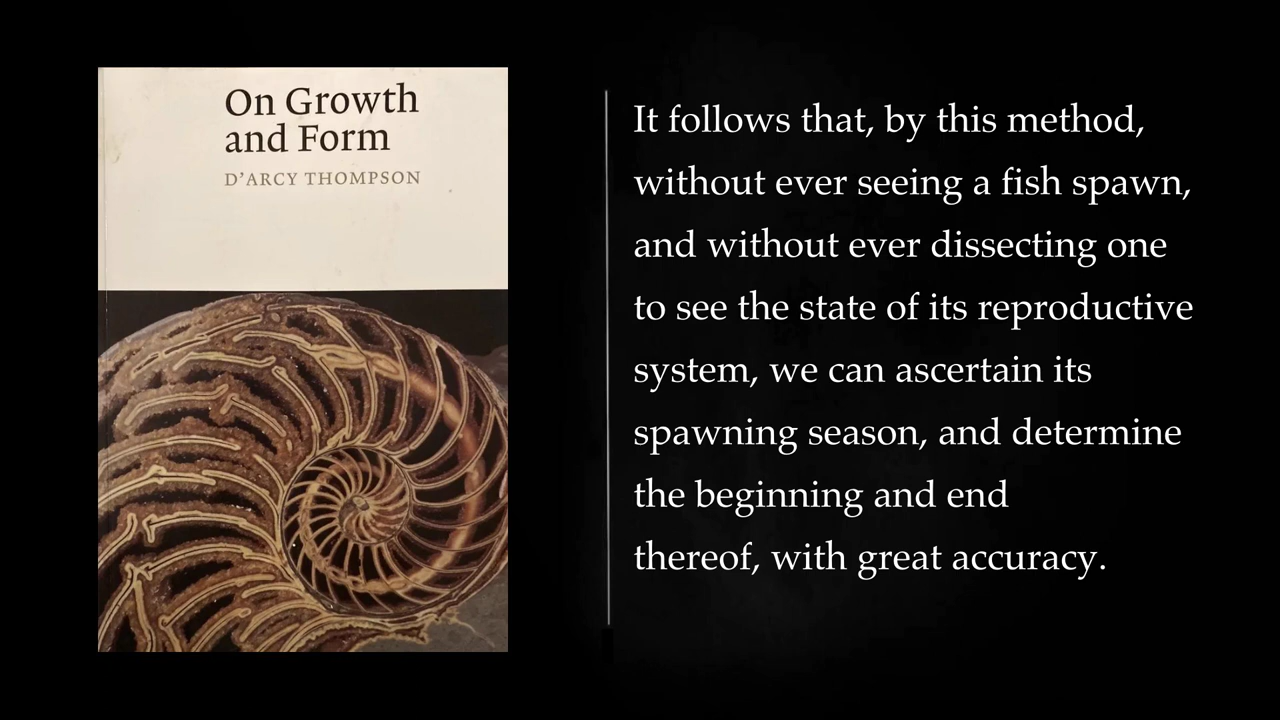 On Growth
and Form
D'ARCY THOMPSON
It follows that, by this method,
without ever seeing a fish spawn,
and without ever dissecting one
to see the state of its reproductive
system, we can ascertain its
spawning season, and determine
the beginning and end
thereof, with great accuracy.